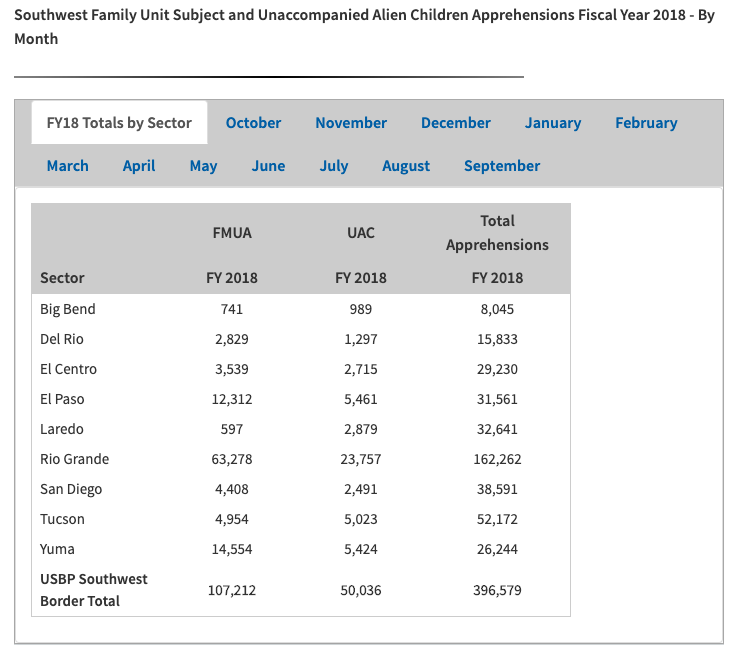 Southwest Family Unit Subject and Unaccompanied Alien Children Apprehensions Fiscal Year 2018 - By
Month
FY18 Totals by Sector October November December January February
March April May June July August September
FMUA UAC Total
Apprehensions
Sector FY 2018 FY 2018 FY 2018
Big Bend 741 989 8,045
Del Rio 2,829 1,297 15,833
El Centro 3,539 2,715 29,230
El Paso 12,312 5,461 31,561
Laredo 597 2,879 32,641
Rio Grande 63,278 23,757 162,262
San Diego 4,408 2,491 38,591
Tucson 4,954 5,023 52,172
Yuma 14,554 5,424 26,244
USBP Southwest
Border Total 107,212 50,036 396,579